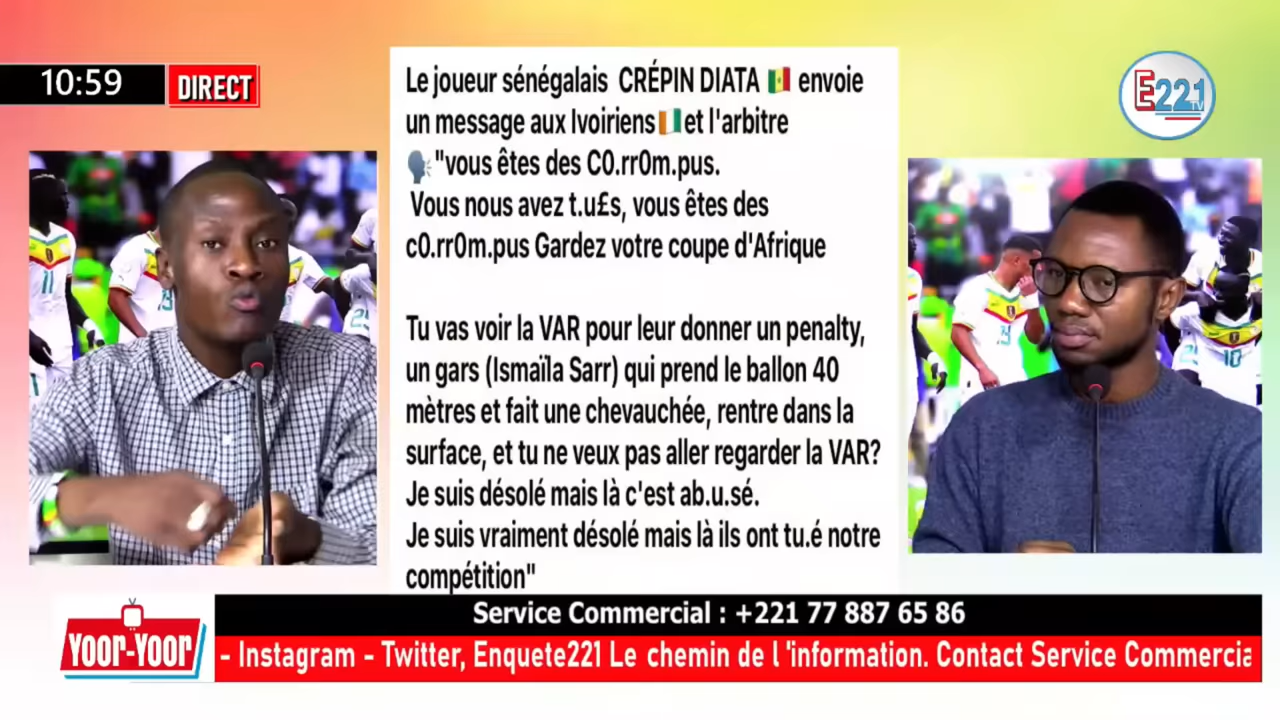 10:59
DIRECT
E221
TV
Le joueur sénégalais CRÉPIN DIATA 🇸🇳 envoie
un message aux Ivoiriens🇨🇮et l'arbitre
🗣"vous êtes des C0.rr0m.pus.
Vous nous avez t.u£s, vous êtes des
c0.rr0m.pus Gardez votre coupe d'Afrique
Tu vas voir la VAR pour leur donner un penalty,
un gars (Ismaïla Sarr) qui prend le ballon 40
mètres et fait une chevauchée, rentre dans la
surface, et tu ne veux pas aller regarder la VAR?
Je suis désolé mais là c'est ab.u.sé.
Je suis vraiment désolé mais là ils ont tu.é notre
compétition"
11
19
10
Service Commercial : +221 77 887 65 86
YOOR-YOOR
- Instagram - Twitter, Enquete221 Le chemin de l 'information. Contact Service Commercia